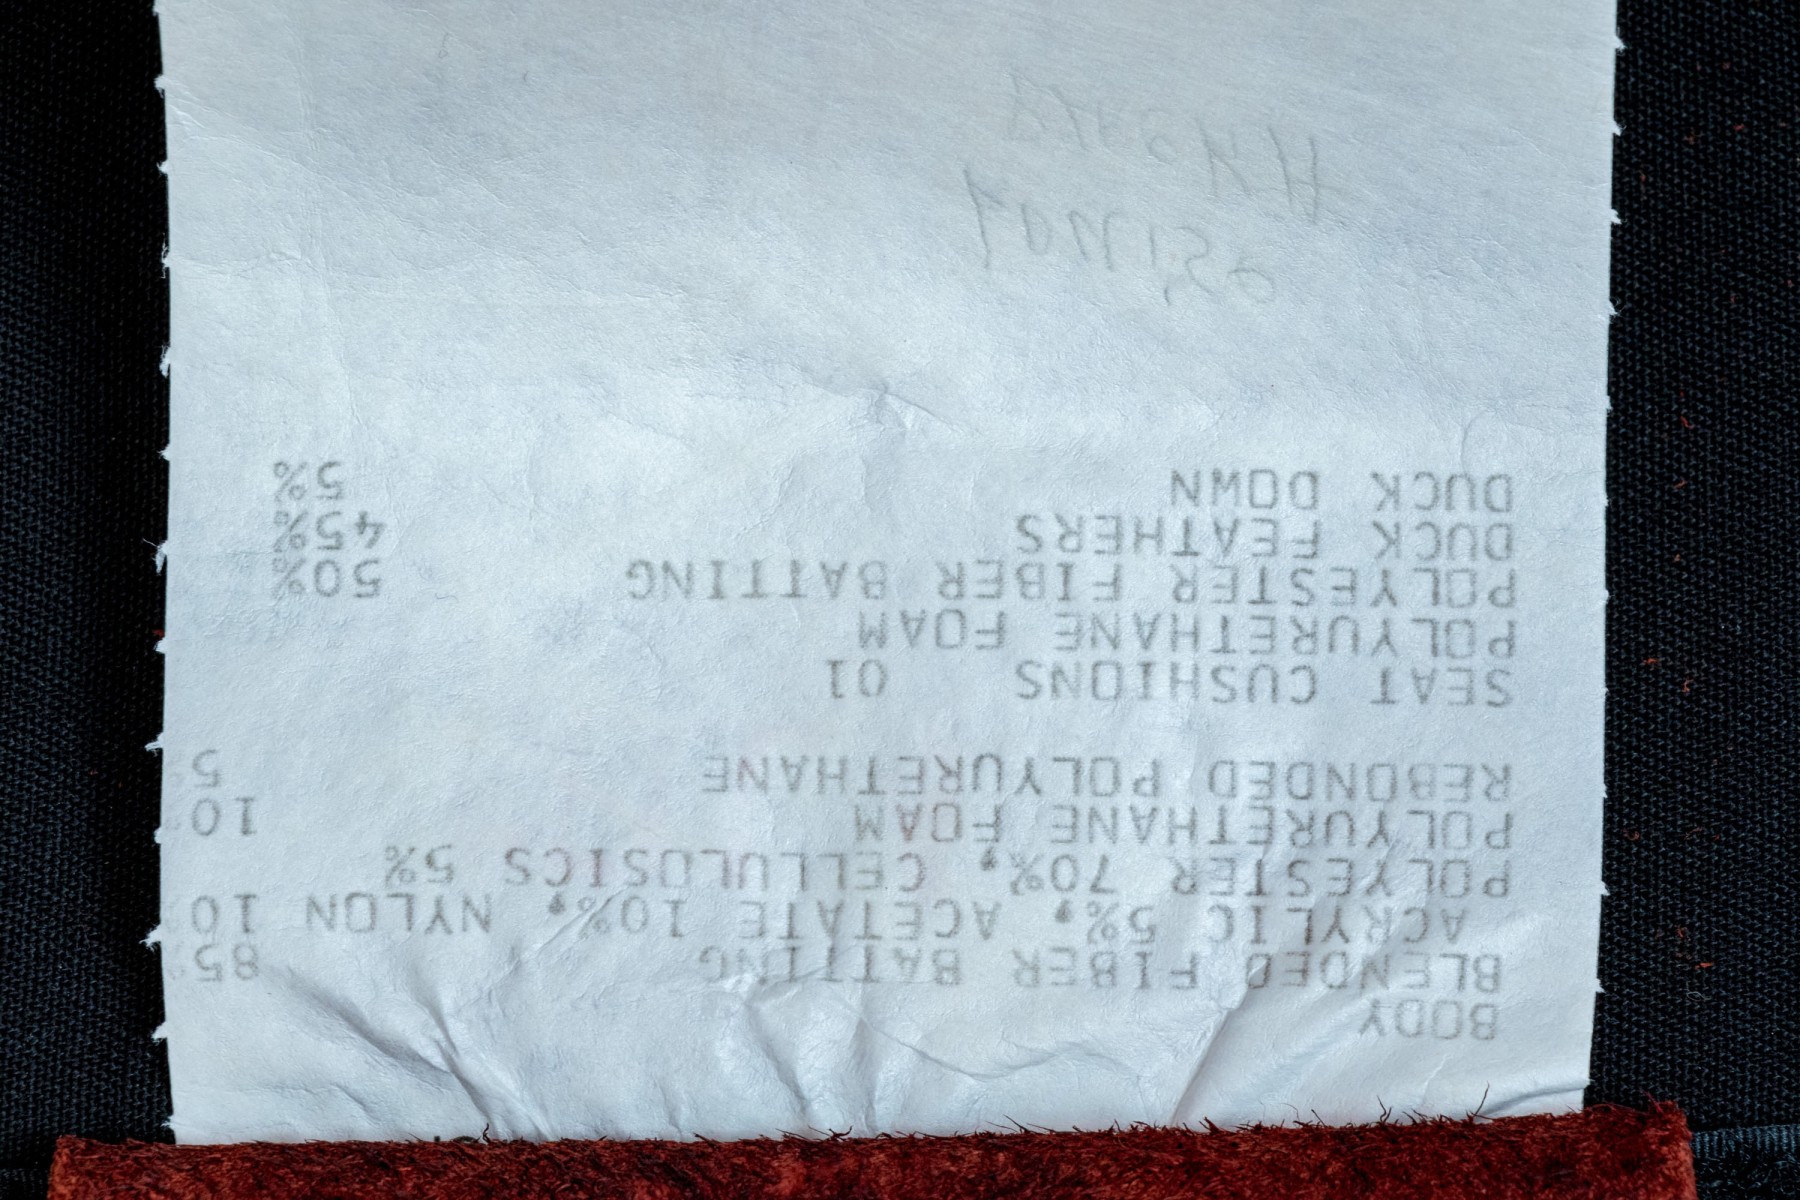 BODY
BLENDED FIBER BATTING 85%
ACRYLIC 5%, ACETATE 10%, NYLON 10
POLYESTER 70%, CELLULOSICS 5%
POLYURETHANE FOAM 10
REBONDED POLYURETHANE 5
SEAT CUSHIONS 01
POLYURETHANE FOAM
POLYESTER FIBER BATTING 50%
DUCK FEATHERS 45%
DUCK DOWN 5%